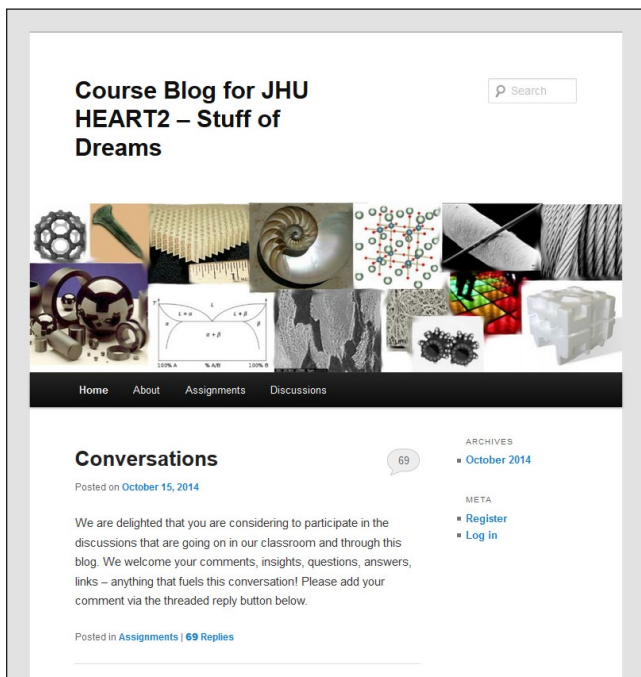 Course Blog for JHU
HEART2 – Stuff of
Dreams
Search
T
L
L + α
L + β
α
β
α + β
100% A
% A/B
100% B
Home
About
Assignments
Discussions
Conversations
69
Posted on October 15, 2014
We are delighted that you are considering to participate in the
discussions that are going on in our classroom and through this
blog. We welcome your comments, insights, questions, answers,
links – anything that fuels this conversation! Please add your
comment via the threaded reply button below.
Posted in Assignments | 69 Replies
ARCHIVES
October 2014
META
Register
Log in